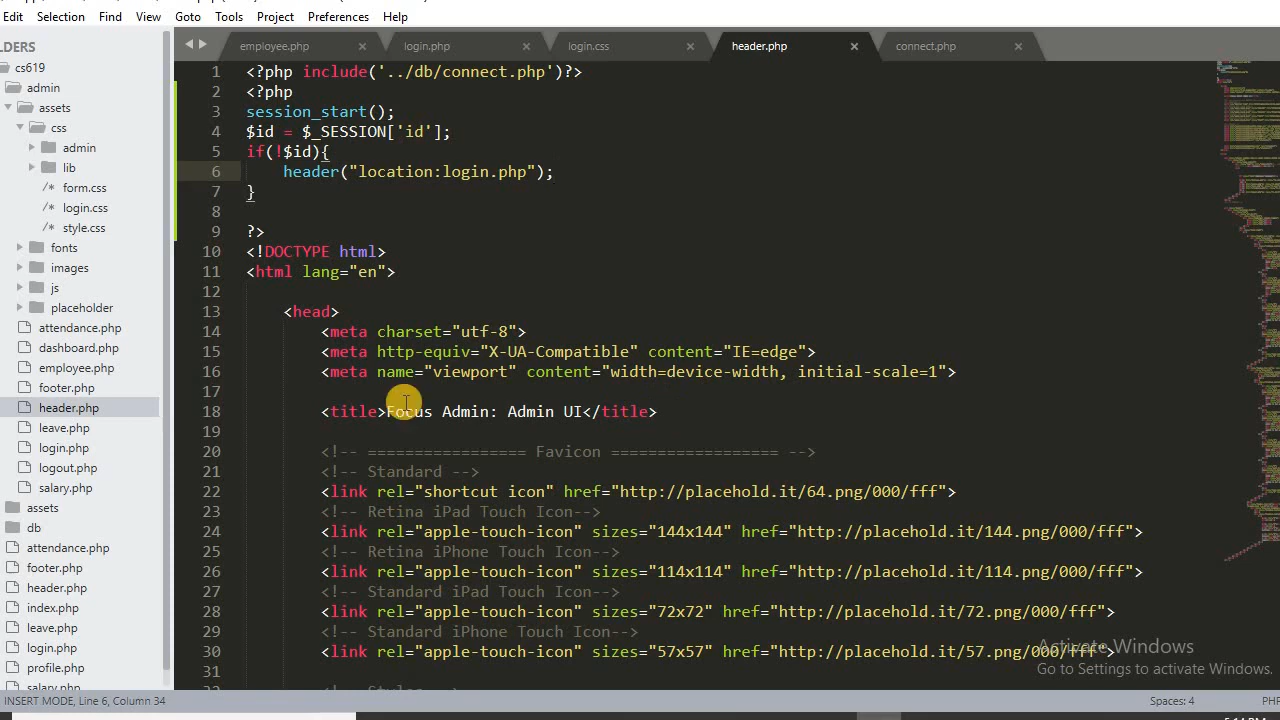 Edit Selection Find View Goto Tools Project Preferences Help
LDERS
cs619
admin
assets
css
admin
lib
/* form.css
/* login.css
/* style.css
fonts
images
js
placeholder
attendance.php
dashboard.php
employee.php
footer.php
header.php
leave.php
login.php
logout.php
salary.php
assets
db
attendance.php
footer.php
header.php
index.php
leave.php
login.php
profile.php
salary.php
employee.php × login.php × login.css × header.php × connect.php ×
1 <?php include('../db/connect.php')?>
2 <?php
3 session_start();
4 $id = $_SESSION['id'];
5 if(!$id){
6 header("location:login.php");
7 }
8
9 ?>
10 <!DOCTYPE html>
11 <html lang="en">
12
13 <head>
14 <meta charset="utf-8">
15 <meta http-equiv="X-UA-Compatible" content="IE=edge">
16 <meta name="viewport" content="width=device-width, initial-scale=1">
17
18 <title>Focus Admin: Admin UI</title>
19
20 <!-- ================= Favicon ================== -->
21 <!-- Standard -->
22 <link rel="shortcut icon" href="http://placehold.it/64.png/000/fff">
23 <!-- Retina iPad Touch Icon-->
24 <link rel="apple-touch-icon" sizes="144x144" href="http://placehold.it/144.png/000/fff">
25 <!-- Retina iPhone Touch Icon-->
26 <link rel="apple-touch-icon" sizes="114x114" href="http://placehold.it/114.png/000/fff">
27 <!-- Standard iPad Touch Icon-->
28 <link rel="apple-touch-icon" sizes="72x72" href="http://placehold.it/72.png/000/fff">
29 <!-- Standard iPhone Touch Icon-->
30 <link rel="apple-touch-icon" sizes="57x57" href="http://placehold.it/57.png/000/fff">
31
Activate Windows
Go to Settings to activate Windows.
INSERT MODE, Line 6, Column 34
Spaces: 4
PHP